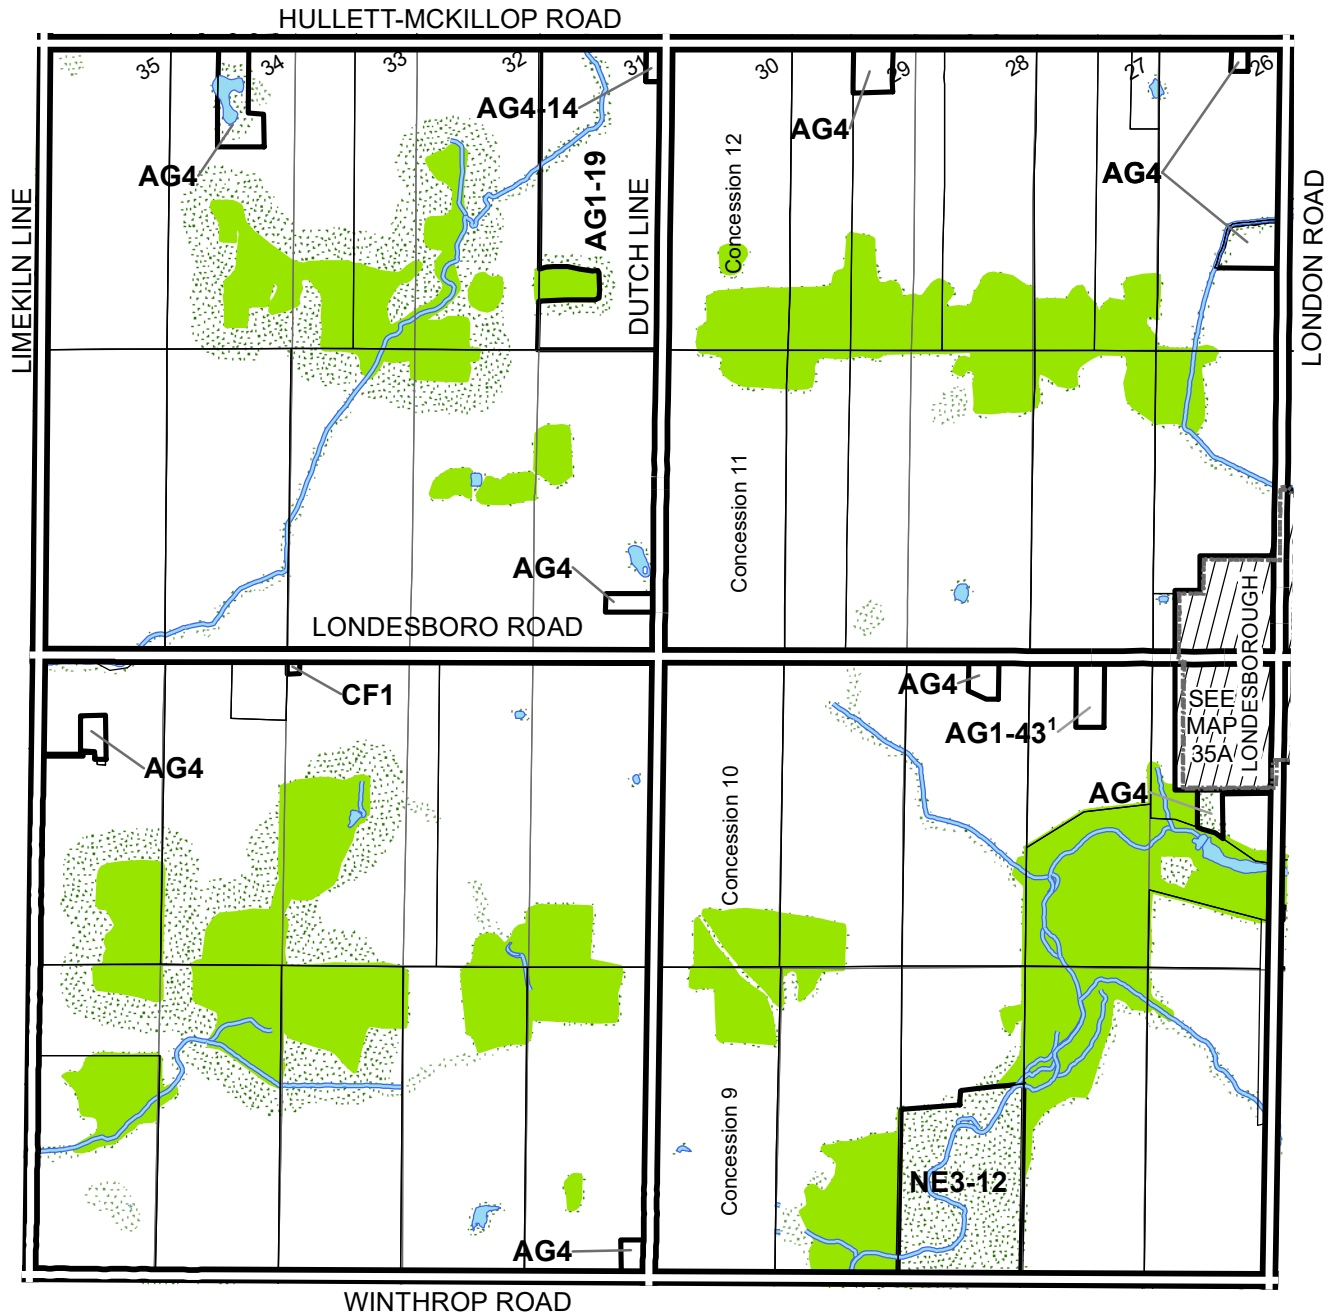 HULLETT-MCKILLOP ROAD
35
34
33
32
31
30
29
28
27
26
AG4-14
AG4
AG4
AG4
AG1-19
DUTCH LINE
LIMEKILN LINE
LONDON ROAD
Concession 12
Concession 11
AG4
LONDESBORO ROAD
LONDESBOROUGH
CF1
AG4
AG4
AG1-43¹
SEE
MAP
35A
AG4
Concession 10
Concession 9
NE3-12
AG4
WINTHROP ROAD